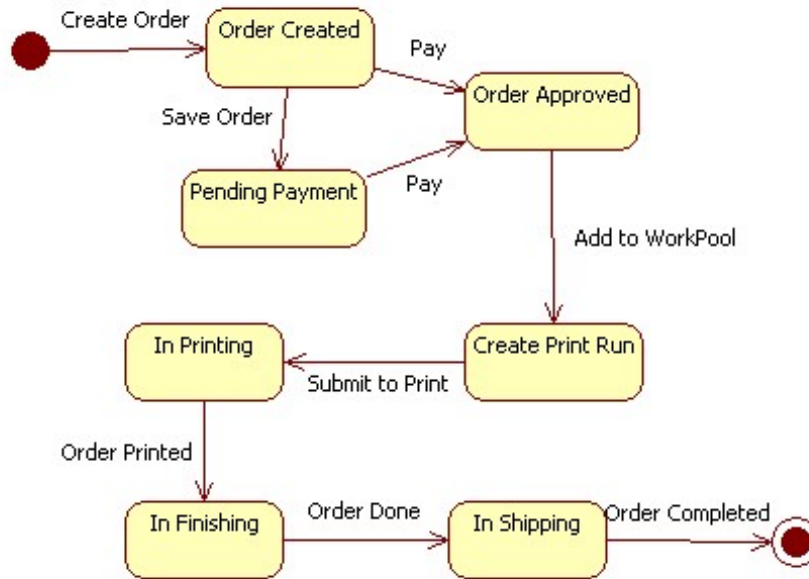 Create Order
Order Created
Pay
Order Approved
Save Order
Pending Payment
Pay
Add to WorkPool
In Printing
Create Print Run
Submit to Print
Order Printed
In Finishing
Order Done
In Shipping
Order Completed